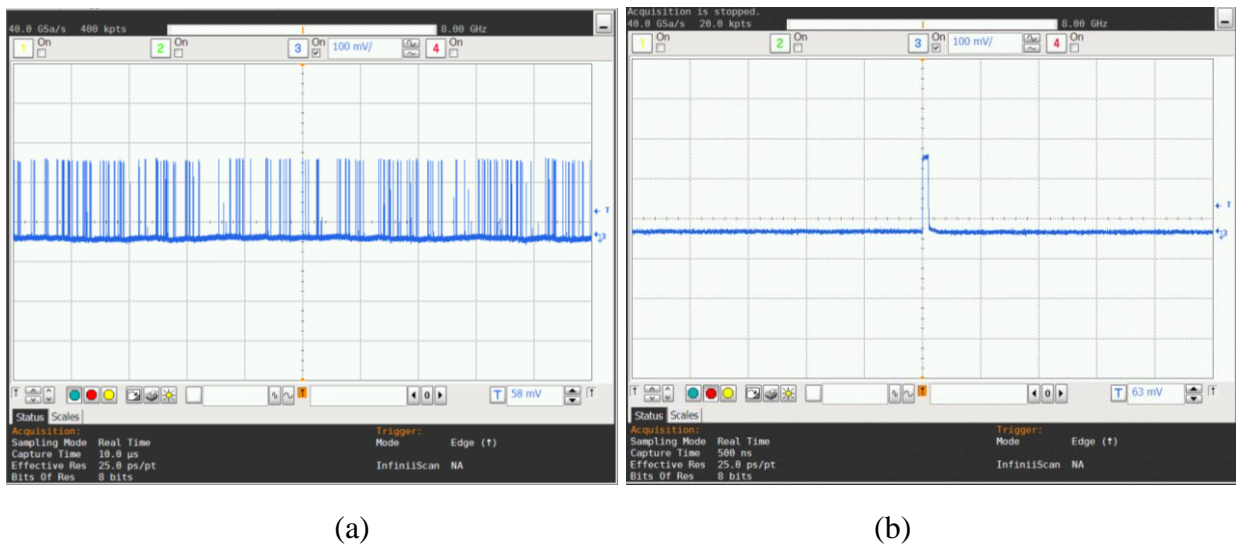 40.0 GSa/s 400 kpts 8.00 GHz
1 On 2 On 3 On 100 mV/ 4 On
T
3
T 58 mV
Status Scales
Acquisition: Trigger:
Sampling Mode Real Time Mode Edge (↑)
Capture Time 10.0 µs
Effective Res 25.0 ps/pt InfiniiScan NA
Bits Of Res 8 bits
(a)
Acquisition is stopped.
40.0 GSa/s 20.0 kpts 8.00 GHz
1 On 2 On 3 On 100 mV/ 4 On
T
3
T 63 mV
Status Scales
Acquisition: Trigger:
Sampling Mode Real Time Mode Edge (↑)
Capture Time 500 ns
Effective Res 25.0 ps/pt InfiniiScan NA
Bits Of Res 8 bits
(b)